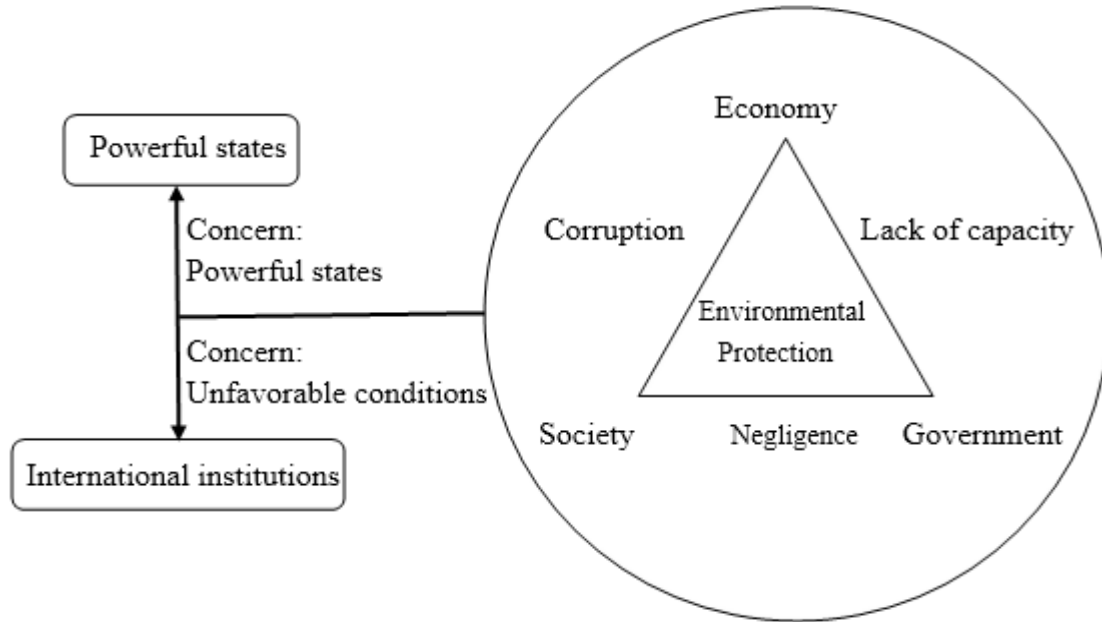 Economy
Powerful states
Corruption
Lack of capacity
Concern:
Powerful states
Environmental
Protection
Concern:
Unfavorable conditions
Society
Negligence
Government
International institutions